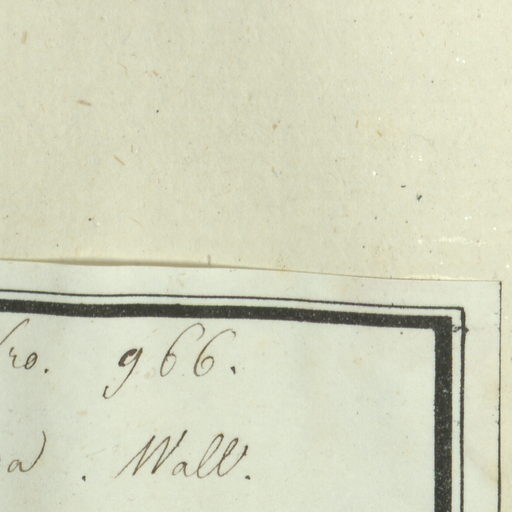 ro. 966.
a . Wall.